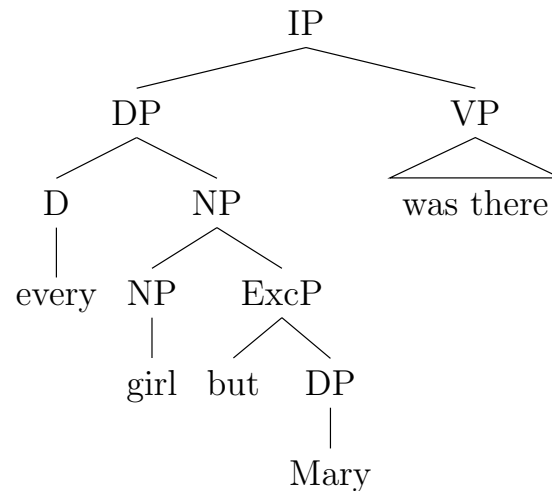 IP
DP VP
D NP was there
every NP ExcP
girl but DP
Mary